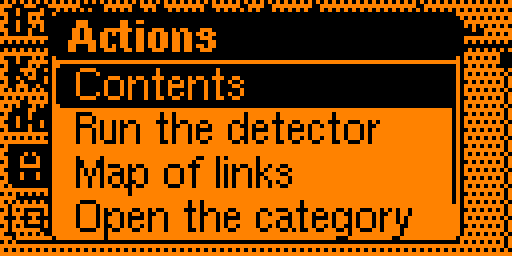 Actions
Contents
Run the detector
Map of links
Open the category